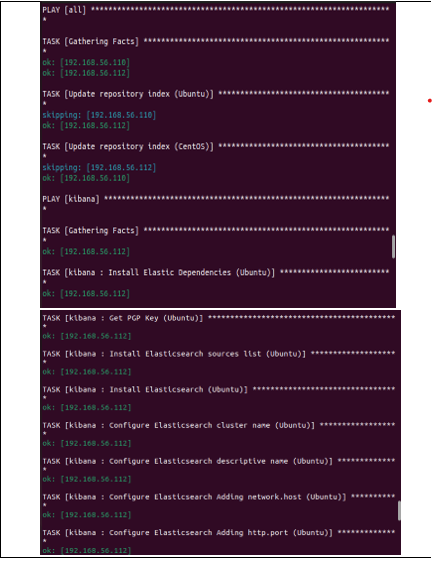 PLAY [all] *********************************************************************
*
TASK [Gathering Facts] *********************************************************
*
ok: [192.168.56.110]
ok: [192.168.56.112]
TASK [Update repository index (Ubuntu)] ****************************************
*
skipping: [192.168.56.110]
ok: [192.168.56.112]
TASK [Update repository index (CentOS)] ****************************************
*
skipping: [192.168.56.112]
ok: [192.168.56.110]
PLAY [kibana] ******************************************************************
*
TASK [Gathering Facts] *********************************************************
*
ok: [192.168.56.112]
TASK [kibana : Install Elastic Dependencies (Ubuntu)] **************************
*
ok: [192.168.56.112]
TASK [kibana : Get PGP Key (Ubuntu)] *******************************************
*
ok: [192.168.56.112]
TASK [kibana : Install Elasticsearch sources list (Ubuntu)] ********************
*
ok: [192.168.56.112]
TASK [kibana : Install Elasticsearch (Ubuntu)] *********************************
*
ok: [192.168.56.112]
TASK [kibana : Configure Elasticsearch cluster name (Ubuntu)] ******************
*
ok: [192.168.56.112]
TASK [kibana : Configure Elasticsearch descriptive name (Ubuntu)] **************
*
ok: [192.168.56.112]
TASK [kibana : Configure Elasticsearch Adding network.host (Ubuntu)] **********
*
ok: [192.168.56.112]
TASK [kibana : Configure Elasticsearch Adding http.port (Ubuntu)] *************
*
ok: [192.168.56.112]